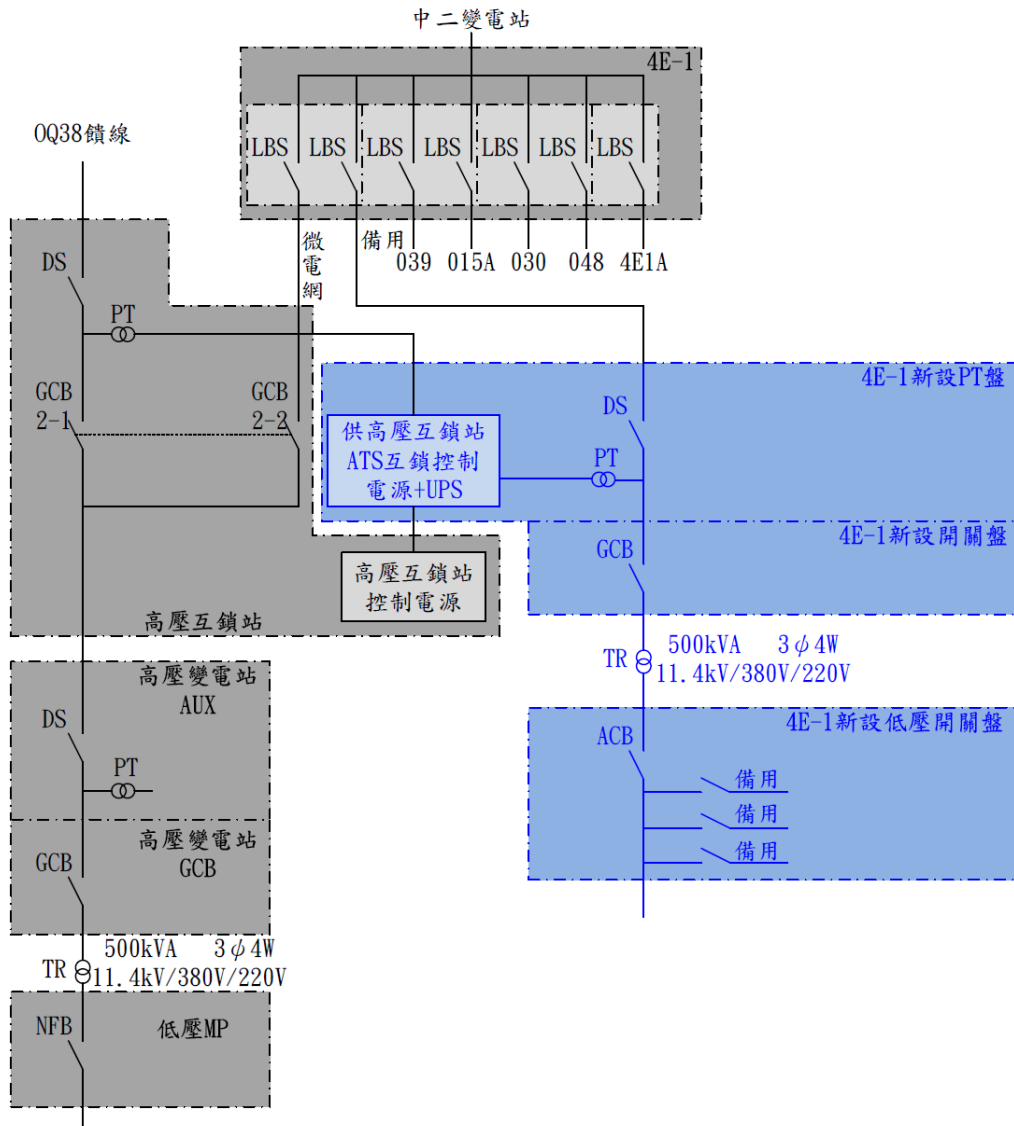 中二變電站
4E-1
OQ38饋線
LBS LBS LBS LBS LBS LBS LBS
微電網
備用
039 015A 030 048 4E1A
DS
PT
GCB
2-1
GCB
2-2
4E-1新設PT盤
DS
供高壓互鎖站
ATS互鎖控制
電源+UPS
PT
4E-1新設開關盤
GCB
高壓互鎖站
控制電源
高壓互鎖站
500kVA 3φ4W
TR
11.4kV/380V/220V
高壓變電站
AUX
DS
PT
4E-1新設低壓開關盤
ACB
備用
備用
備用
高壓變電站
GCB
GCB
500kVA 3φ4W
TR
11.4kV/380V/220V
NFB
低壓MP